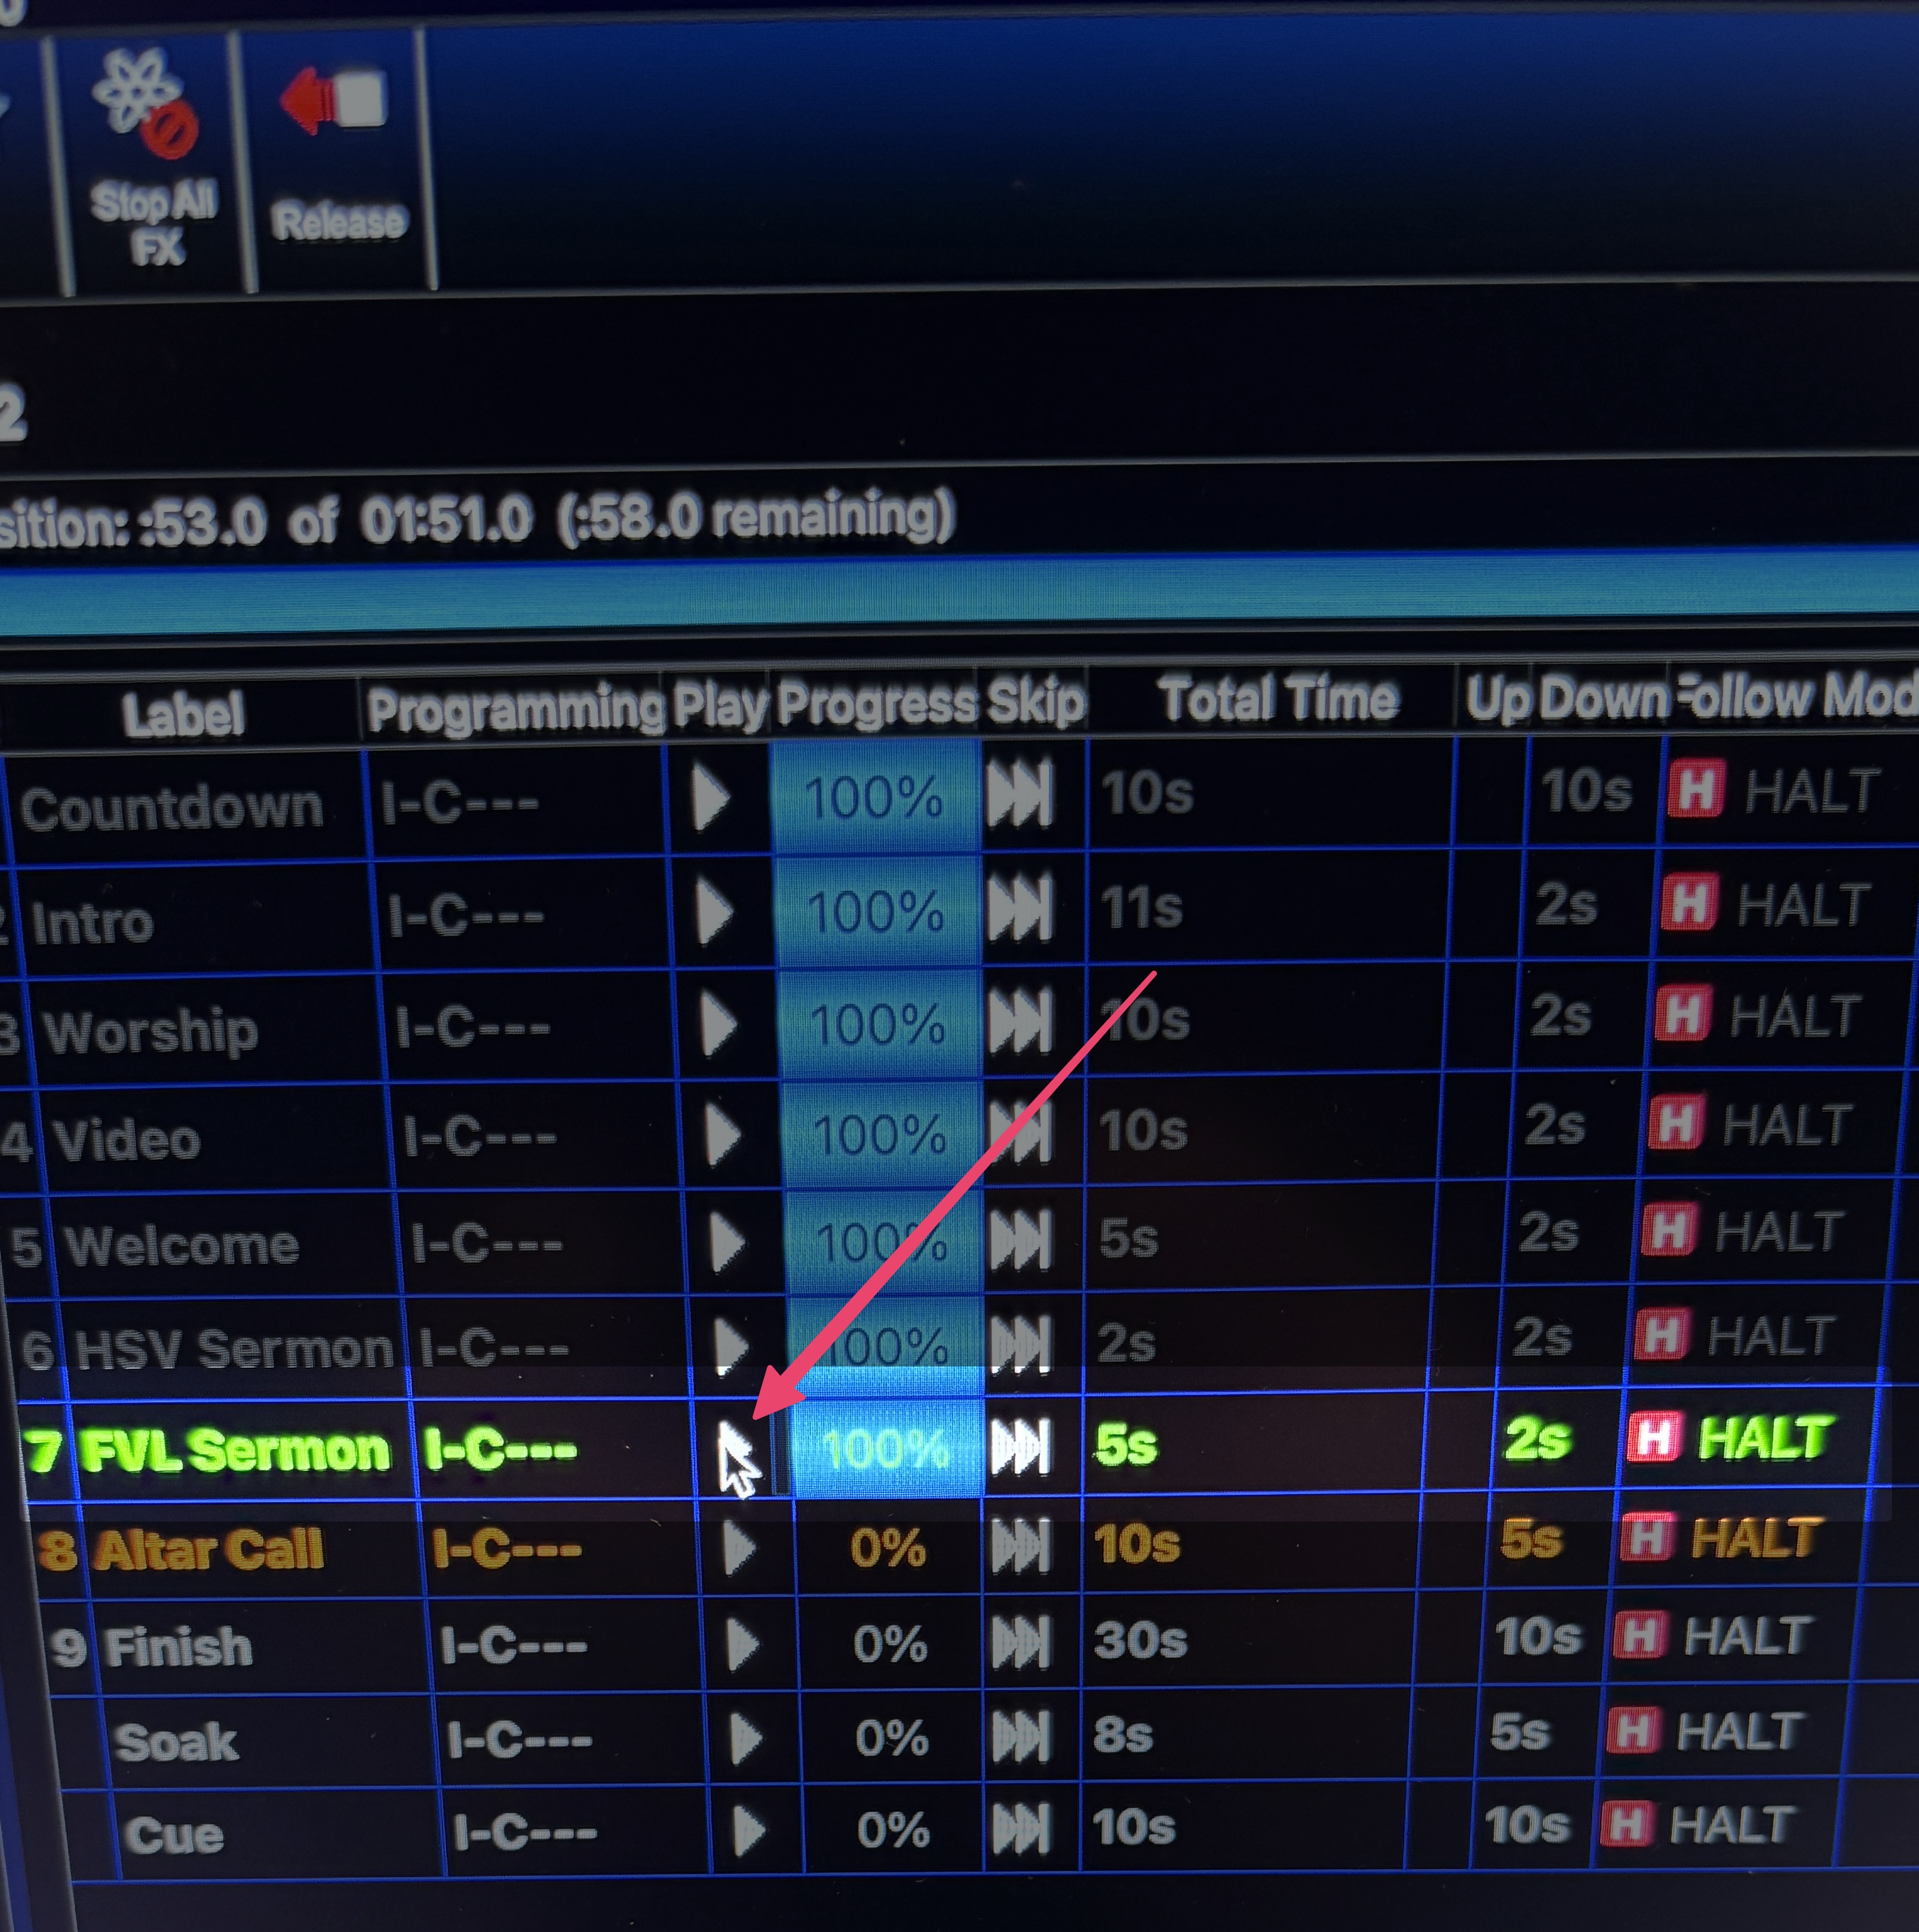 Stop All
FX
Release
2
sition: :53.0 of 01:51.0 (:58.0 remaining)
Label Programming Play Progress Skip Total Time Up Down Follow Mod
Countdown I-C--- 100% 10s 10s H HALT
2 Intro I-C--- 100% 11s 2s H HALT
3 Worship I-C--- 100% 10s 2s H HALT
4 Video I-C--- 100% 10s 2s H HALT
5 Welcome I-C--- 100% 5s 2s H HALT
6 HSV Sermon I-C--- 100% 2s 2s H HALT
7 FVL Sermon I-C--- 100% 5s 2s H HALT
8 Altar Call I-C--- 0% 10s 5s H HALT
9 Finish I-C--- 0% 30s 10s H HALT
Soak I-C--- 0% 8s 5s H HALT
Cue I-C--- 0% 10s 10s H HALT